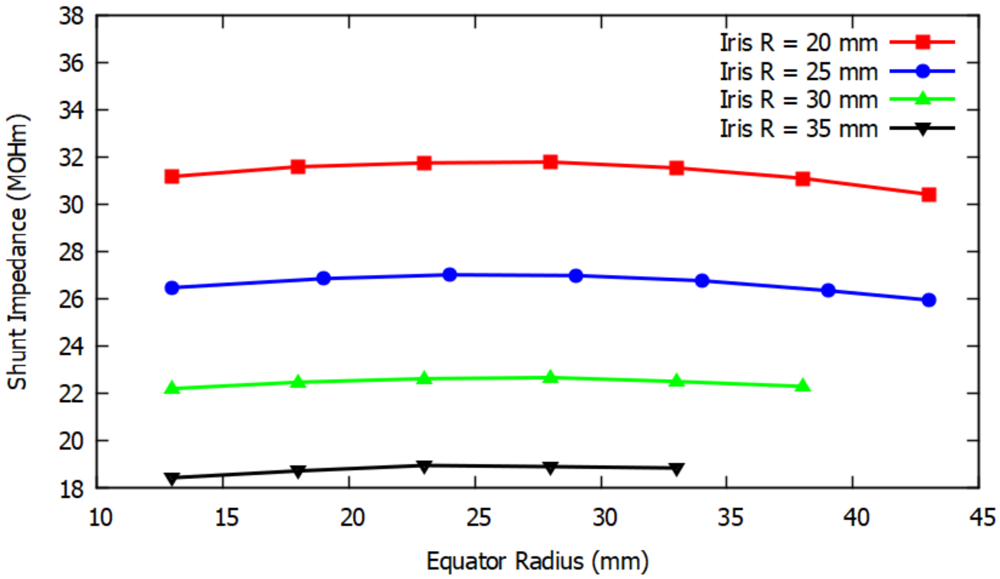 38
36
34
32
30
28
26
24
22
20
18
10 15 20 25 30 35 40 45
Shunt Impedance (MOHm)
Equator Radius (mm)
Iris R = 20 mm
Iris R = 25 mm
Iris R = 30 mm
Iris R = 35 mm